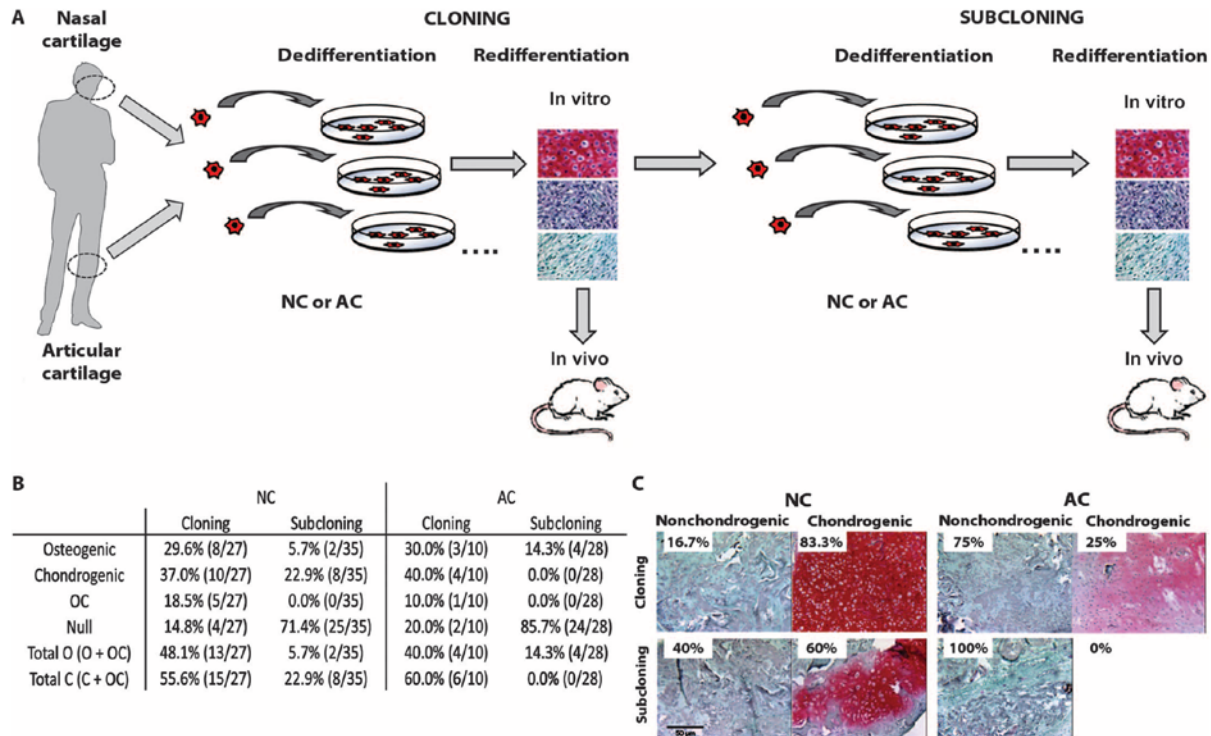 A
Nasal
cartilage
CLONING
SUBCLONING
Dedifferentiation
Redifferentiation
Dedifferentiation
Redifferentiation
In vitro
In vitro
....
....
NC or AC
NC or AC
Articular
cartilage
In vivo
In vivo
B
NC AC
Cloning Subcloning Cloning Subcloning
Osteogenic 29.6% (8/27) 5.7% (2/35) 30.0% (3/10) 14.3% (4/28)
Chondrogenic 37.0% (10/27) 22.9% (8/35) 40.0% (4/10) 0.0% (0/28)
OC 18.5% (5/27) 0.0% (0/35) 10.0% (1/10) 0.0% (0/28)
Null 14.8% (4/27) 71.4% (25/35) 20.0% (2/10) 85.7% (24/28)
Total O (O + OC) 48.1% (13/27) 5.7% (2/35) 40.0% (4/10) 14.3% (4/28)
Total C (C + OC) 55.6% (15/27) 22.9% (8/35) 60.0% (6/10) 0.0% (0/28)
C
NC AC
Nonchondrogenic Chondrogenic Nonchondrogenic Chondrogenic
Cloning
16.7% 83.3% 75% 25%
Subcloning
40% 60% 100% 0%
50 µm